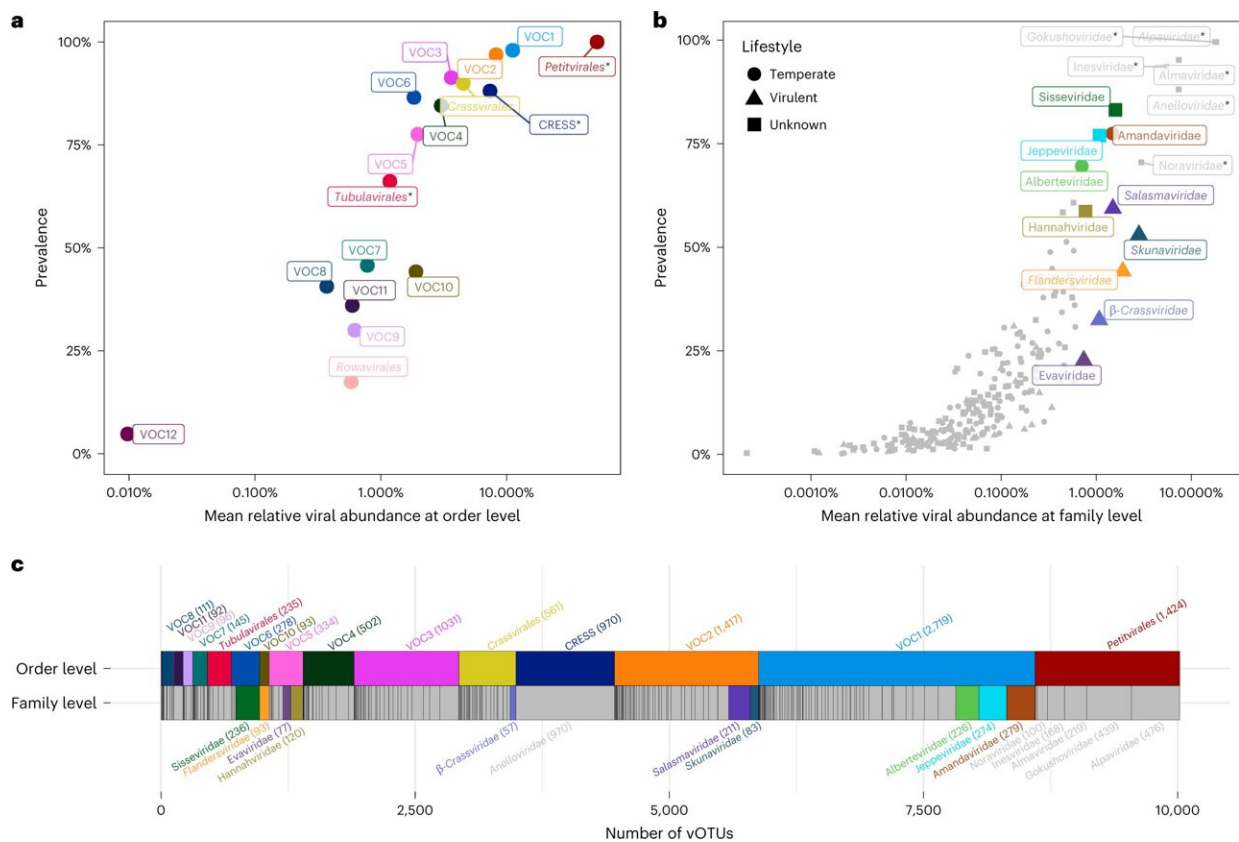 a
100%
75%
50%
25%
0%
Prevalence
VOC1
VOC3
VOC2
Petitvirales*
VOC6
Crassvirales
CRESS*
VOC4
VOC5
Tubulavirales*
VOC7
VOC8
VOC10
VOC11
VOC9
Rowavirales
VOC12
0.010%
0.100%
1.000%
10.000%
Mean relative viral abundance at order level
b
100%
75%
50%
25%
0%
Prevalence
Lifestyle
Temperate
Virulent
Unknown
Gokushoviridae*
Alpaviridae*
Inesviridae*
Almaviridae*
Sisseviridae
Anelloviridae*
Amandaviridae
Jeppeviridae
Noraviridae*
Alberteviridae
Salasmaviridae
Hannahviridae
Skunaviridae
Flandersviridae
β-Crassviridae
Evaviridae
0.0010%
0.0100%
0.1000%
1.0000%
10.0000%
Mean relative viral abundance at family level
c
VOC8 (111)
VOC11 (92)
VOC9 (96)
VOC7 (145)
Tubulavirales (235)
VOC6 (278)
VOC10 (93)
VOC5 (334)
VOC4 (502)
VOC3 (1031)
Crassvirales (561)
CRESS (970)
VOC2 (1,417)
VOC1 (2,719)
Petitvirales (1,424)
Order level
Family level
Sisseviridae (236)
Flandersviridae (93)
Evaviridae (77)
Hannahviridae (120)
β-Crassviridae (57)
Anelloviridae (970)
Salasmaviridae (211)
Skunaviridae (83)
Alberteviridae (226)
Jeppeviridae (274)
Amandaviridae (279)
Noraviridae (100)
Inesviridae (168)
Almaviridae (219)
Gokushoviridae (439)
Alpaviridae (476)
0
2,500
5,000
7,500
10,000
Number of vOTUs